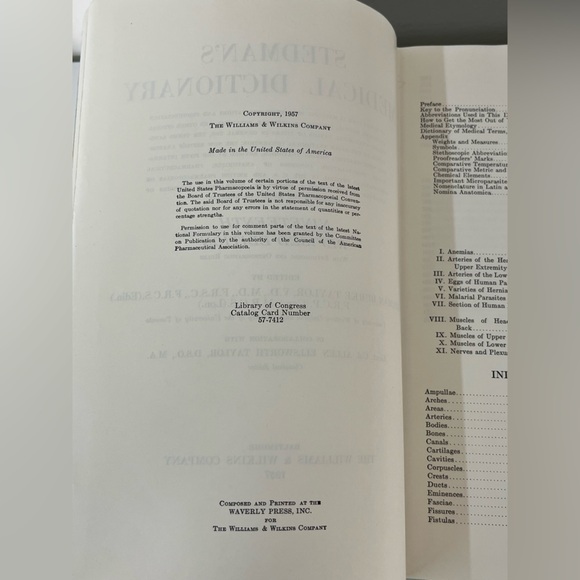 COPYRIGHT, 1957
THE WILLIAMS & WILKINS COMPANY
Made in the United States of America
The use in this volume of certain portions of the text of the latest
United States Pharmacopoeia is by virtue of permission received from
the Board of Trustees of the United States Pharmacopoeial Conven-
tion. The said Board of Trustees is not responsible for any inaccuracy
of quotation nor for any errors in the statement of quantities or per-
centage strengths.
Permission to use for comment parts of the text of the latest Na-
tional Formulary in this volume has been granted by the Committee
on Publication by the authority of the Council of the American
Pharmaceutical Association.
Library of Congress
Catalog Card Number
57-7412
COMPOSED AND PRINTED AT THE
WAVERLY PRESS, INC.
FOR
THE WILLIAMS & WILKINS COMPANY
Preface
Key to the Pronunciation
Abbreviations Used in This
How to Get the Most Out of
Medical Etymology
Dictionary of Medical Terms
Appendix
Weights and Measures
Symbols
Stethoscopic Abbreviatio
Proofreaders' Marks
Comparative Temperatur
Comparative Metric and
Chemical Elements
Important Microparasite
Nomenclature in Latin a
Nomina Anatomica
I. Anemias
II. Arteries of the Hea
Upper Extremity
III. Arteries of the Low
IV. Eggs of Human Pa
V. Varieties of Hernia
VI. Malarial Parasites
VII. Section of Human
VIII. Muscles of Head
Back
IX. Muscles of Upper
X. Muscles of Lower
XI. Nerves and Plexu
IND
Ampullae
Arches
Areas
Arteries
Bodies
Bones
Canals
Cartilages
Cavities
Corpuscles
Crests
Ducts
Eminences
Fasciae
Fissures
Fistulas